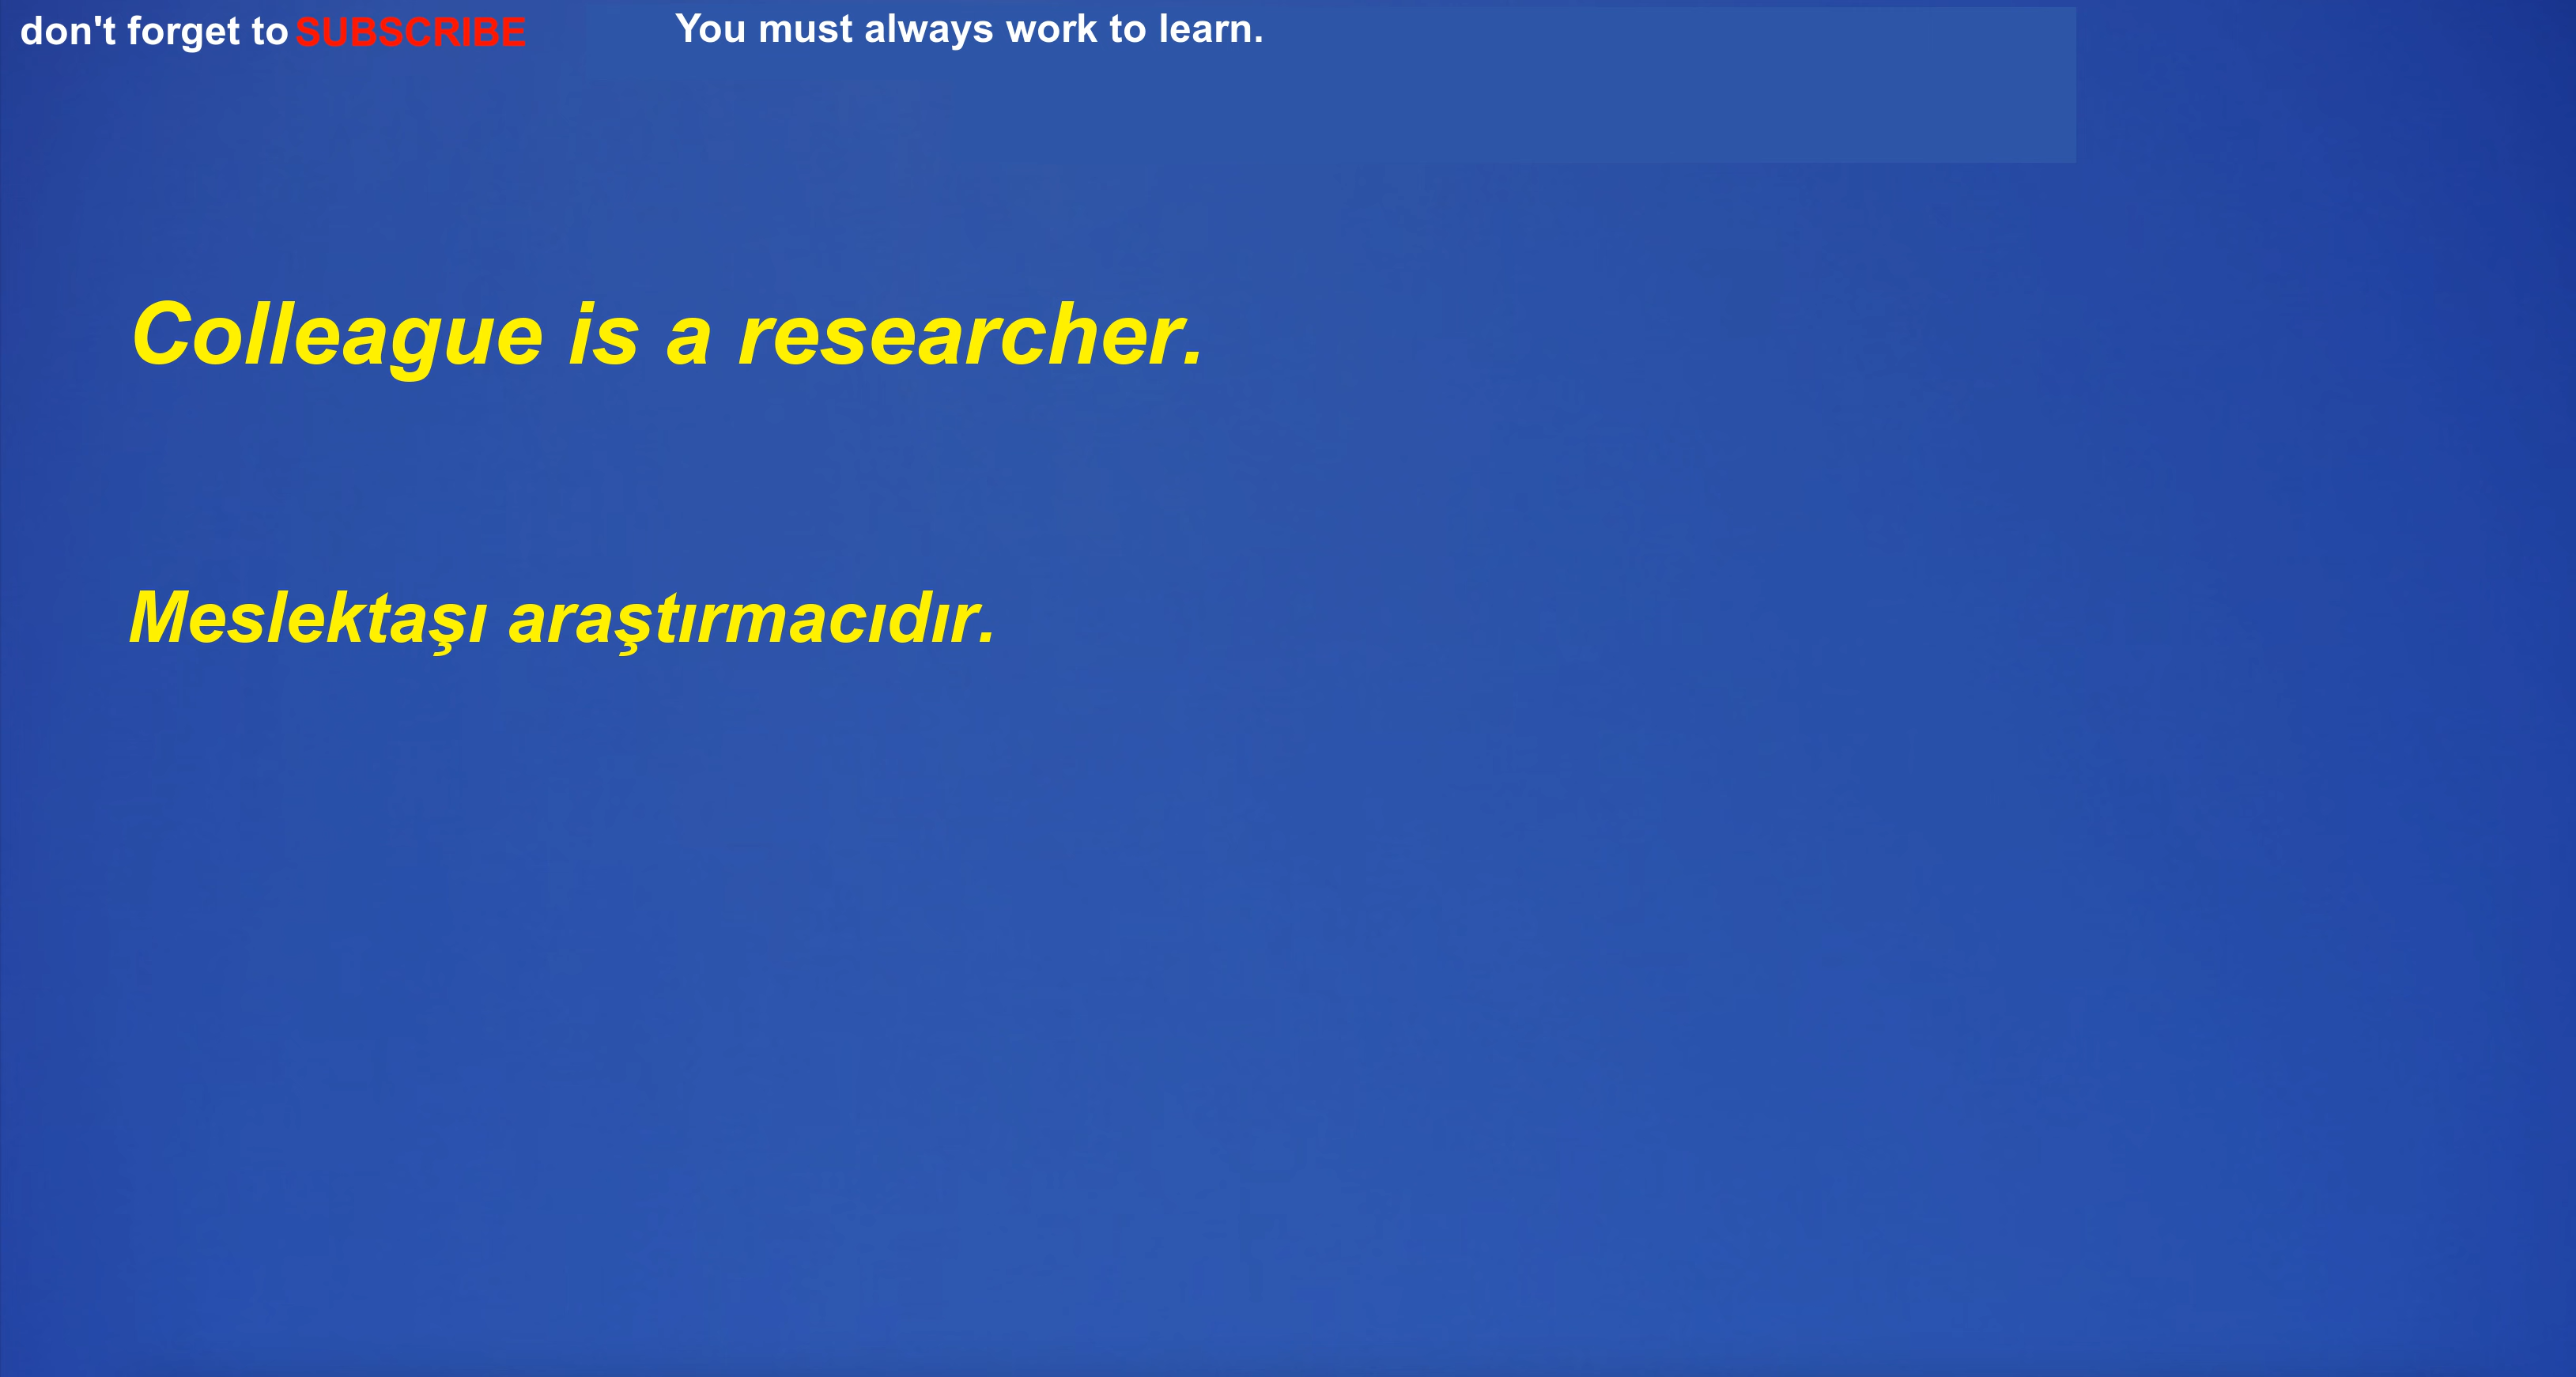 don't forget to SUBSCRIBE
You must always work to learn.
Colleague is a researcher.
Meslektaşı araştırmacıdır.